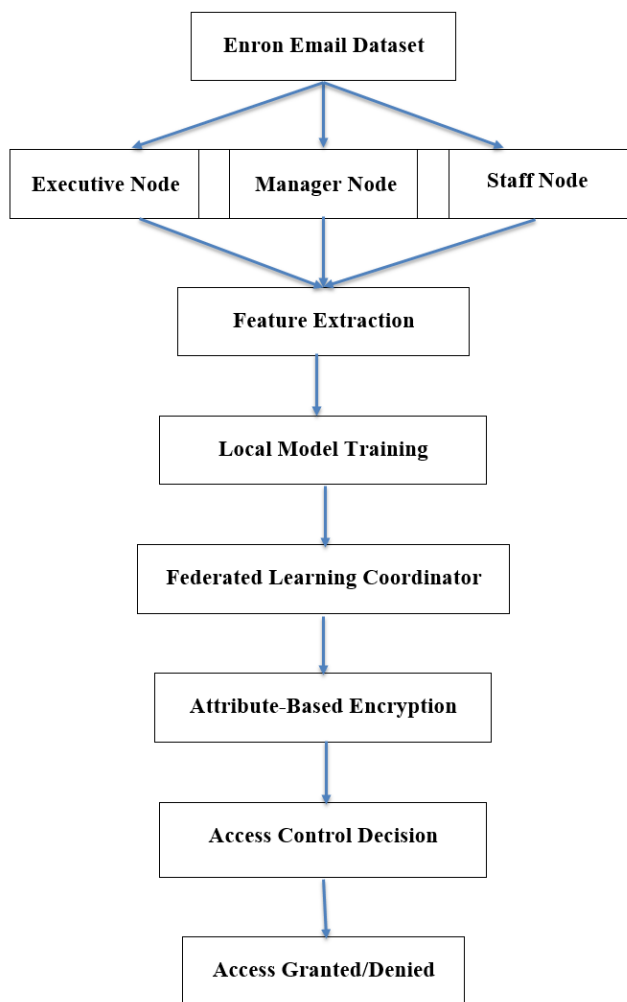 Enron Email Dataset
Executive Node
Manager Node
Staff Node
Feature Extraction
Local Model Training
Federated Learning Coordinator
Attribute-Based Encryption
Access Control Decision
Access Granted/Denied